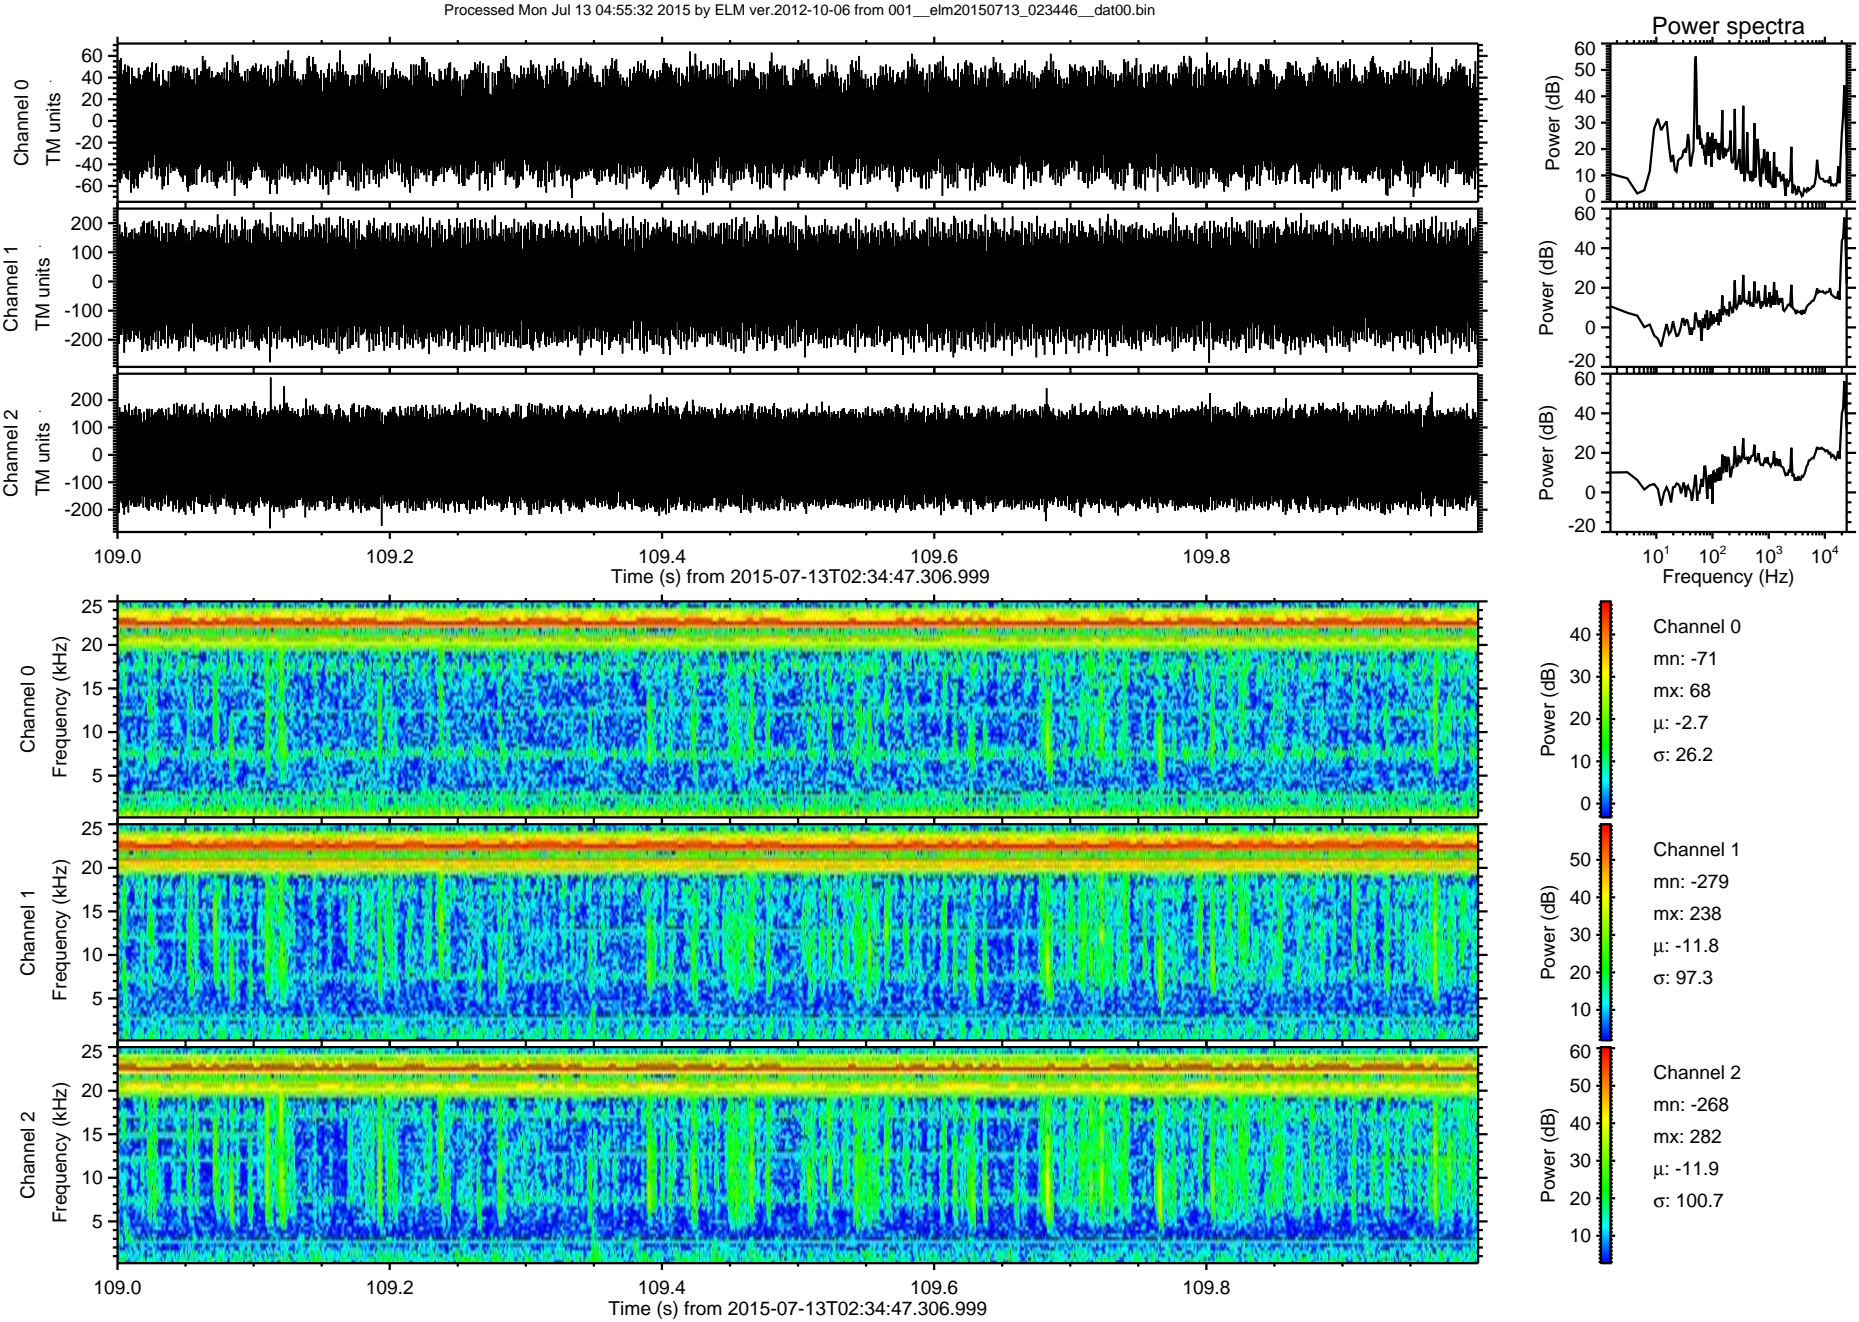 Processed Mon Jul 13 04:55:32 2015 by ELM ver.2012-10-06 from 001__elm20150713_023446__dat00.bin
Power spectra
Channel 0
TM units
60
40
20
0
-20
-40
-60
Power (dB)
60
50
40
30
20
10
0
Channel 1
TM units
200
100
0
-100
-200
Power (dB)
60
40
20
0
-20
Channel 2
TM units
200
100
0
-100
-200
Power (dB)
60
40
20
0
-20
109.0 109.2 109.4 109.6 109.8
Time (s) from 2015-07-13T02:34:47.306.999
10^1 10^2 10^3 10^4
Frequency (Hz)
Channel 0
Frequency (kHz)
25
20
15
10
5
Power (dB)
40
30
20
10
0
Channel 0
mn: -71
mx: 68
μ: -2.7
σ: 26.2
Channel 1
Frequency (kHz)
25
20
15
10
5
Power (dB)
50
40
30
20
10
Channel 1
mn: -279
mx: 238
μ: -11.8
σ: 97.3
Channel 2
Frequency (kHz)
25
20
15
10
5
Power (dB)
60
50
40
30
20
10
Channel 2
mn: -268
mx: 282
μ: -11.9
σ: 100.7
109.0 109.2 109.4 109.6 109.8
Time (s) from 2015-07-13T02:34:47.306.999